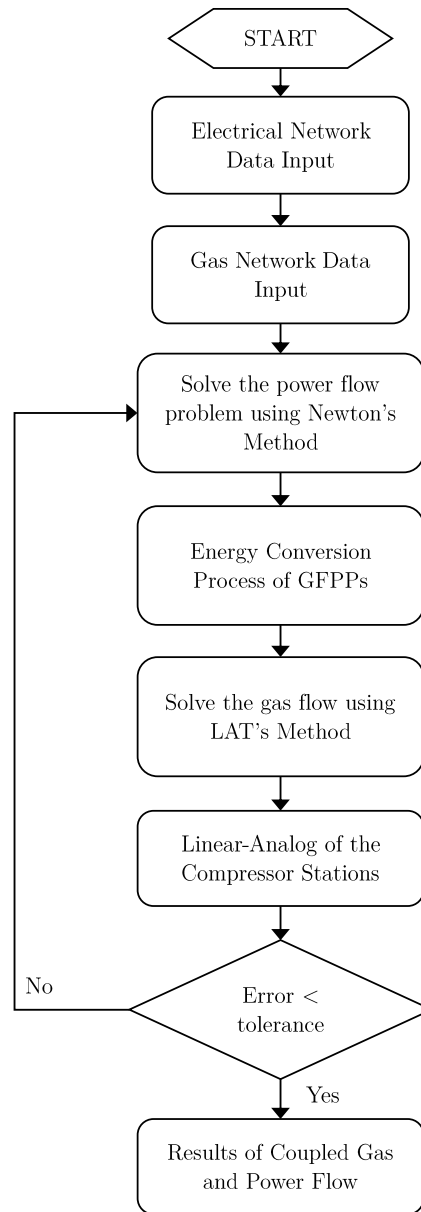 START
Electrical Network
Data Input
Gas Network Data
Input
Solve the power flow
problem using Newton's
Method
Energy Conversion
Process of GFPPs
Solve the gas flow using
LAT's Method
Linear-Analog of the
Compressor Stations
Error <
tolerance
No
Yes
Results of Coupled Gas
and Power Flow